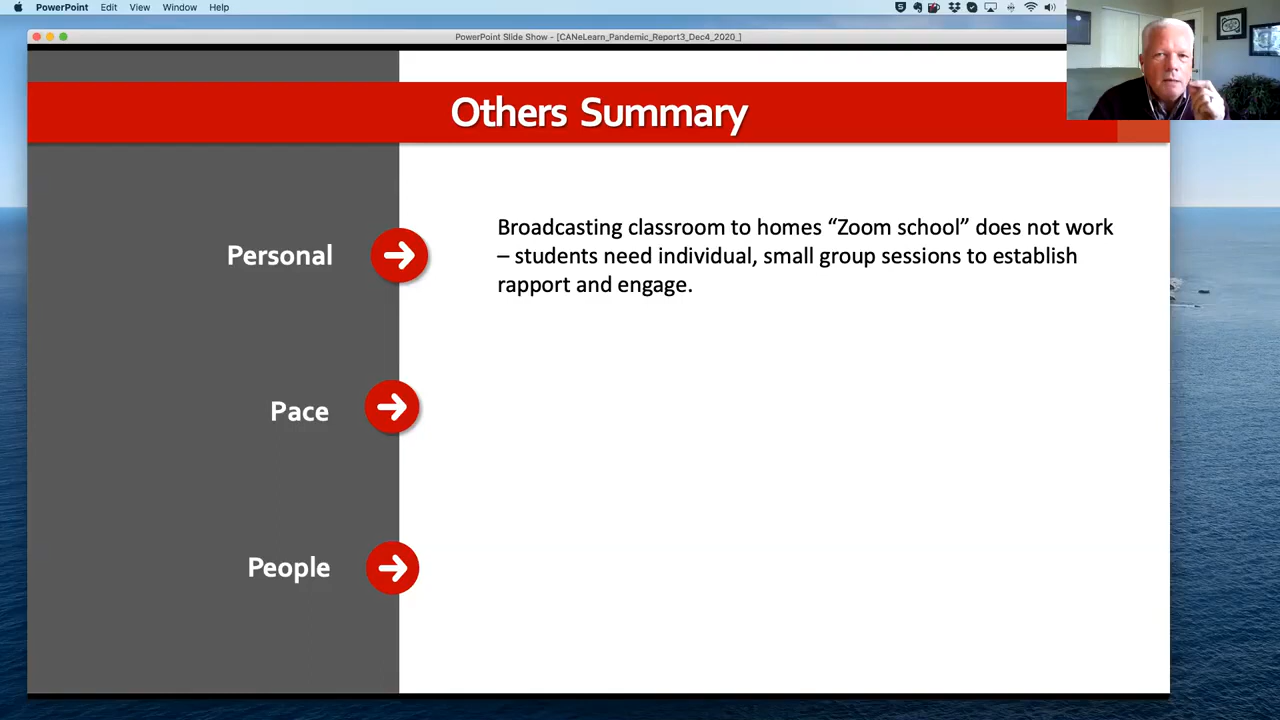 PowerPoint Edit View Window Help
PowerPoint Slide Show - [CANeLearn_Pandemic_Report3_Dec4_2020_]
Others Summary
Personal
Broadcasting classroom to homes “Zoom school” does not work
– students need individual, small group sessions to establish
rapport and engage.
Pace
People